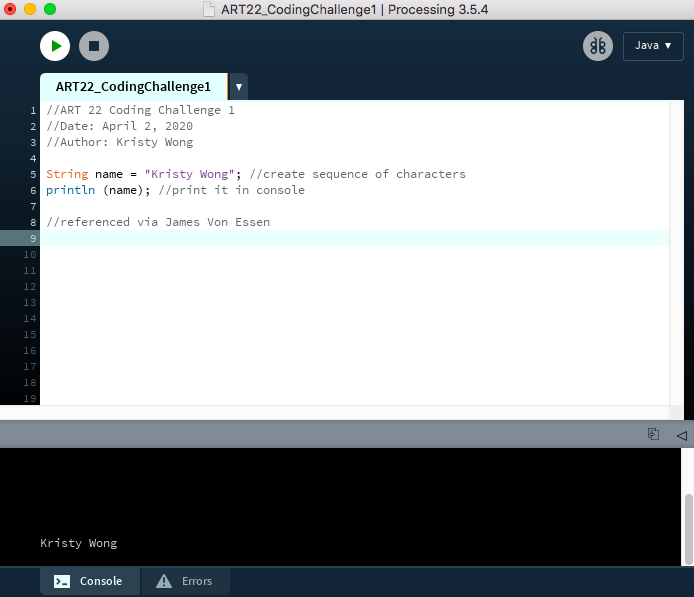 ART22_CodingChallenge1 | Processing 3.5.4
Java ▾
ART22_CodingChallenge1 ▼
1 //ART 22 Coding Challenge 1
2 //Date: April 2, 2020
3 //Author: Kristy Wong
4
5 String name = "Kristy Wong"; //create sequence of characters
6 println (name); //print it in console
7
8 //referenced via James Von Essen
9
10
11
12
13
14
15
16
17
18
19
Kristy Wong
Console Errors